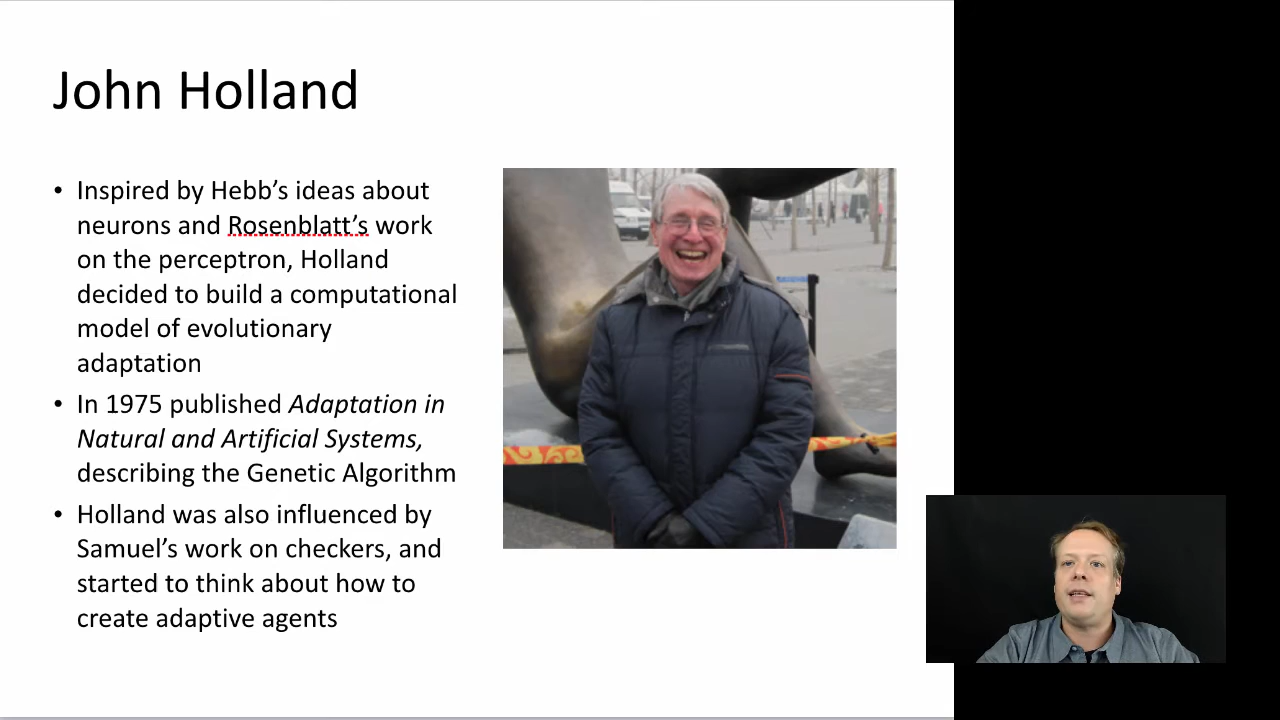 John Holland
• Inspired by Hebb’s ideas about
neurons and Rosenblatt’s work
on the perceptron, Holland
decided to build a computational
model of evolutionary
adaptation
• In 1975 published Adaptation in
Natural and Artificial Systems,
describing the Genetic Algorithm
• Holland was also influenced by
Samuel’s work on checkers, and
started to think about how to
create adaptive agents